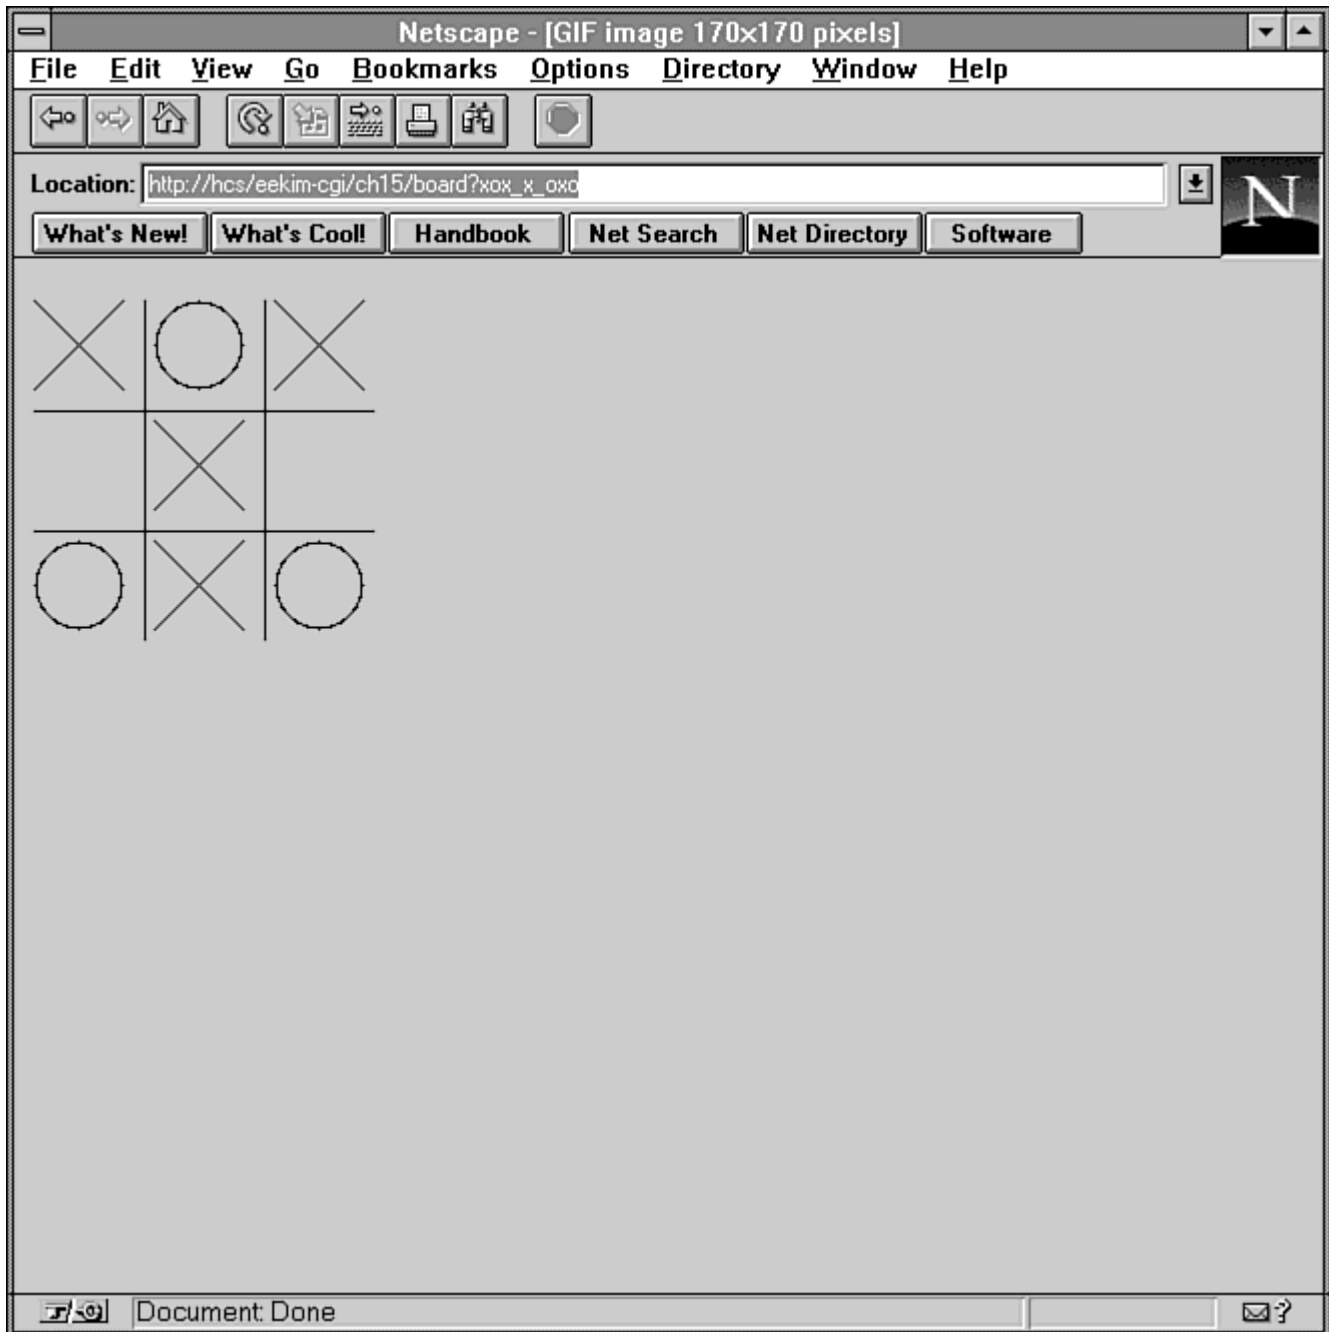 Netscape - [GIF image 170x170 pixels]
File Edit View Go Bookmarks Options Directory Window Help
Location: http://hcs/eekim-cgi/ch15/board?xox_x_oxo
N
What's New! What's Cool! Handbook Net Search Net Directory Software
Document: Done
?